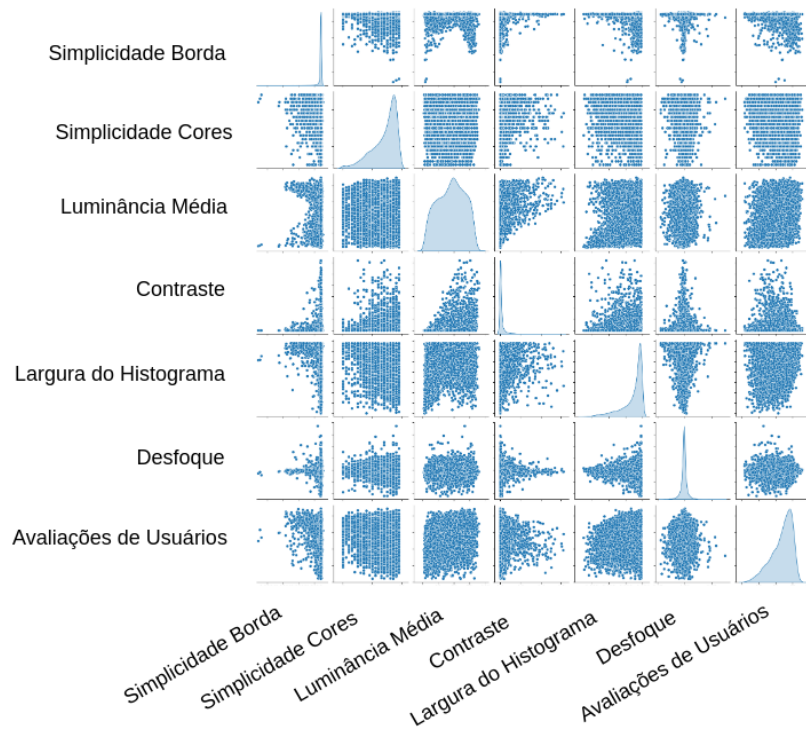 Simplicidade Borda
Simplicidade Cores
Luminância Média
Contraste
Largura do Histograma
Desfoque
Avaliações de Usuários
Simplicidade Borda
Simplicidade Cores
Luminância Média
Contraste
Largura do Histograma
Desfoque
Avaliações de Usuários